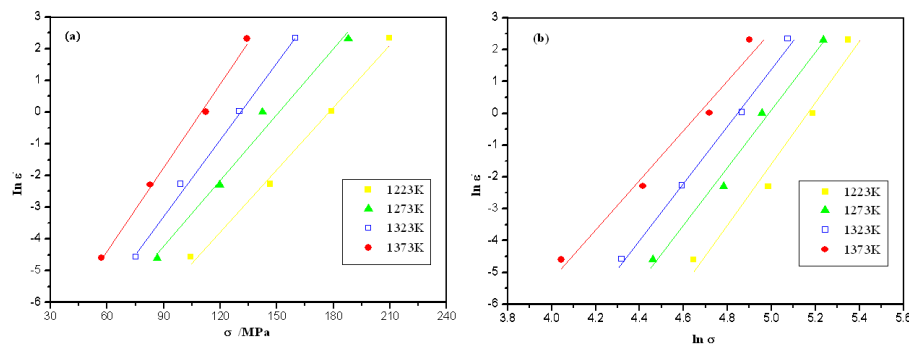 (a)
3
2
1
0
-1
-2
-3
-4
-5
-6
ln ε
30 60 90 120 150 180 210 240
σ /MPa
1223K
1273K
1323K
1373K
(b)
3
2
1
0
-1
-2
-3
-4
-5
-6
ln ε
3.8 4.0 4.2 4.4 4.6 4.8 5.0 5.2 5.4 5.6
ln σ
1223K
1273K
1323K
1373K